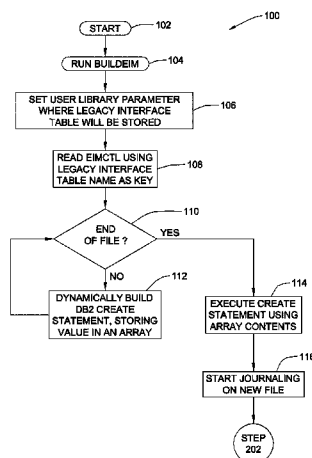 100
START
102
RUN BUILDEIM
104
SET USER LIBRARY PARAMETER
WHERE LEGACY INTERFACE
TABLE WILL BE STORED
106
READ EIMCTL USING
LEGACY INTERFACE
TABLE NAME AS KEY
108
END
OF FILE ?
110
YES
NO
DYNAMICALLY BUILD
DB2 CREATE
STATEMENT, STORING
VALUE IN AN ARRAY
112
EXECUTE CREATE
STATEMENT USING
ARRAY CONTENTS
114
START JOURNALING
ON NEW FILE
116
STEP
202